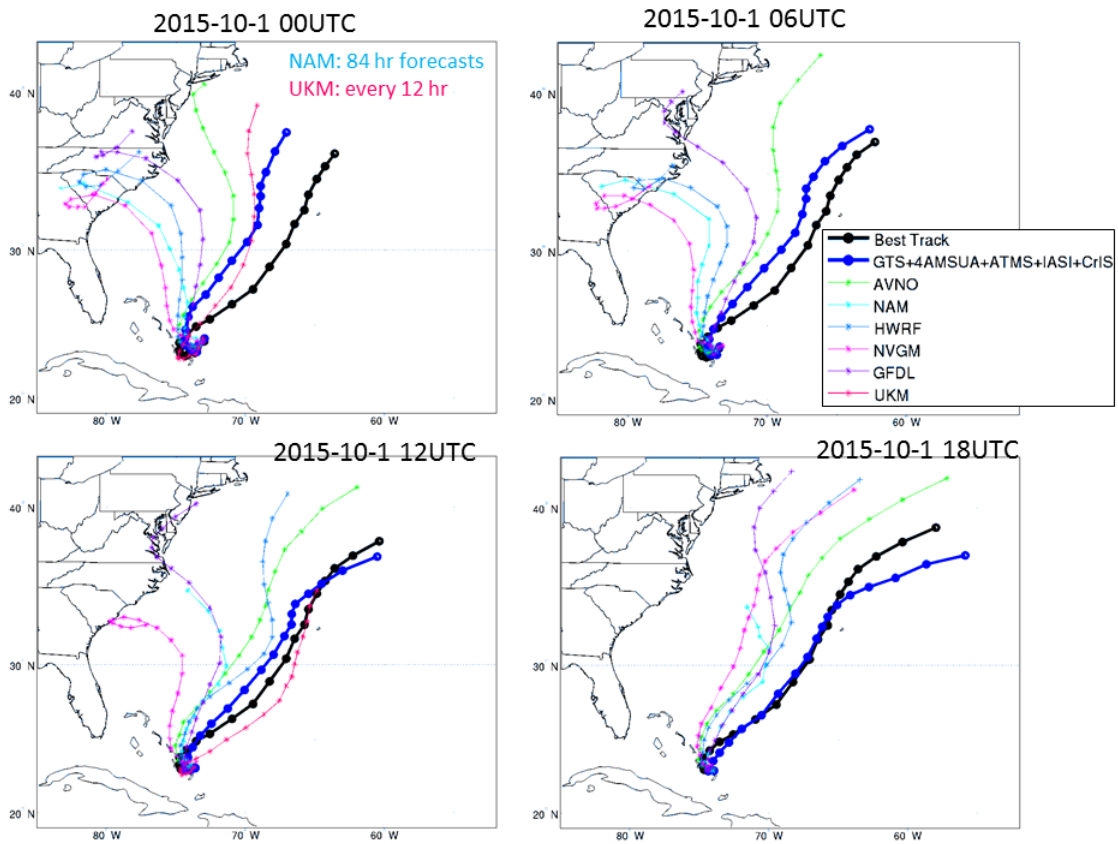 2015-10-1 00UTC
2015-10-1 06UTC
NAM: 84 hr forecasts
UKM: every 12 hr
40 N
30 N
20 N
80 W
70 W
60 W
40 N
30 N
20 N
80 W
70 W
60 W
Best Track
GTS+4AMSUA+ATMS+IASI+CrIS
AVNO
NAM
HWRF
NVGM
GFDL
UKM
2015-10-1 12UTC
2015-10-1 18UTC
40 N
30 N
20 N
80 W
70 W
60 W
40 N
30 N
20 N
80 W
70 W
60 W